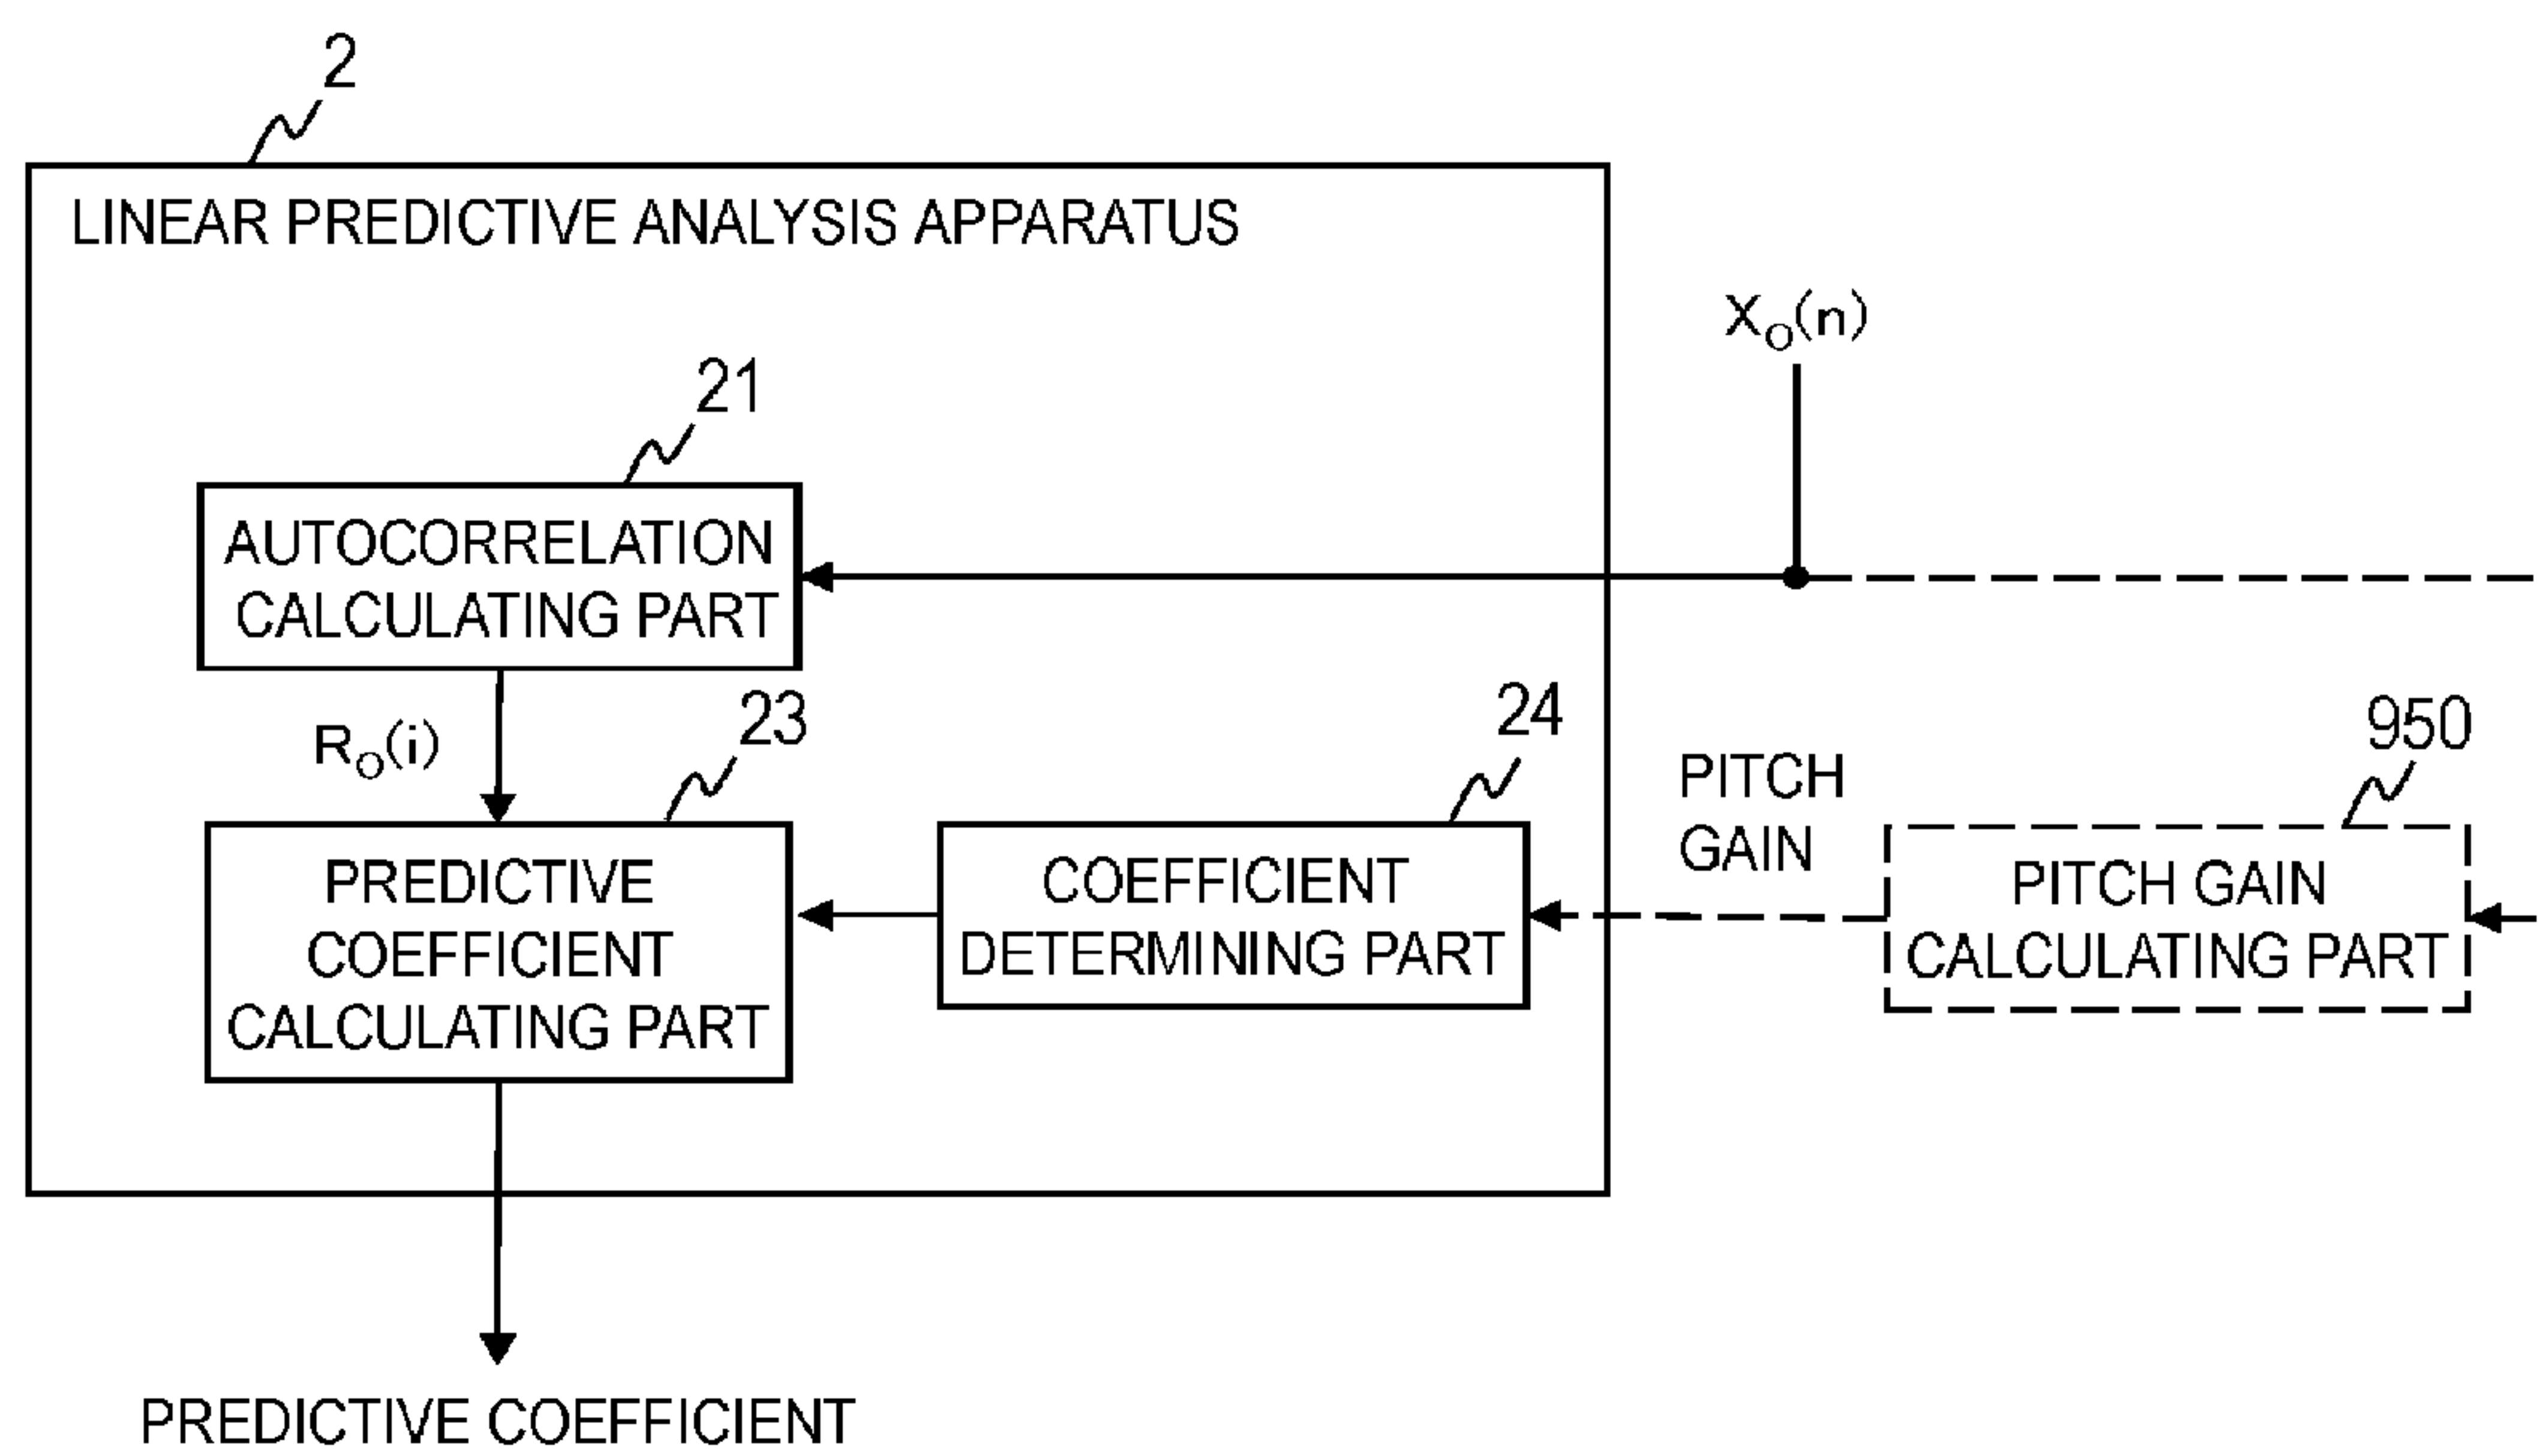 2
LINEAR PREDICTIVE ANALYSIS APPARATUS
X_O(n)
21
AUTOCORRELATION
CALCULATING PART
R_O(i)
23
24
950
PITCH
GAIN
PREDICTIVE
COEFFICIENT
CALCULATING PART
COEFFICIENT
DETERMINING PART
PITCH GAIN
CALCULATING PART
PREDICTIVE COEFFICIENT